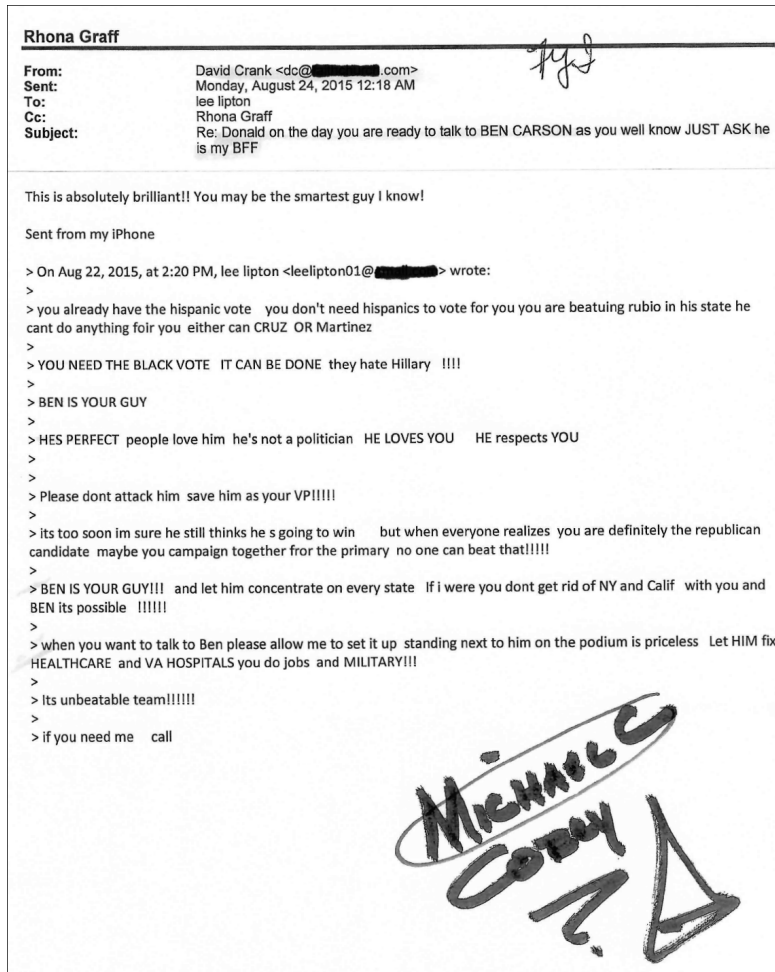 Rhona Graff
FYI
From: David Crank <dc@.com>
Sent: Monday, August 24, 2015 12:18 AM
To: lee lipton
Cc: Rhona Graff
Subject: Re: Donald on the day you are ready to talk to BEN CARSON as you well know JUST ASK he
is my BFF
This is absolutely brilliant!! You may be the smartest guy I know!
Sent from my iPhone
> On Aug 22, 2015, at 2:20 PM, lee lipton <leelipton01@> wrote:
>
> you already have the hispanic vote you don't need hispanics to vote for you you are beatuing rubio in his state he
cant do anything foir you either can CRUZ OR Martinez
>
> YOU NEED THE BLACK VOTE IT CAN BE DONE they hate Hillary !!!!
>
> BEN IS YOUR GUY
>
> HES PERFECT people love him he's not a politician HE LOVES YOU HE respects YOU
>
>
> Please dont attack him save him as your VP!!!!!
>
> its too soon im sure he still thinks he s going to win but when everyone realizes you are definitely the republican
candidate maybe you campaign together fror the primary no one can beat that!!!!!
>
> BEN IS YOUR GUY!!! and let him concentrate on every state If i were you dont get rid of NY and Calif with you and
BEN its possible !!!!!!
>
> when you want to talk to Ben please allow me to set it up standing next to him on the podium is priceless Let HIM fix
HEALTHCARE and VA HOSPITALS you do jobs and MILITARY!!!
>
> Its unbeatable team!!!!!!
>
> if you need me call
MICHAEL C
?